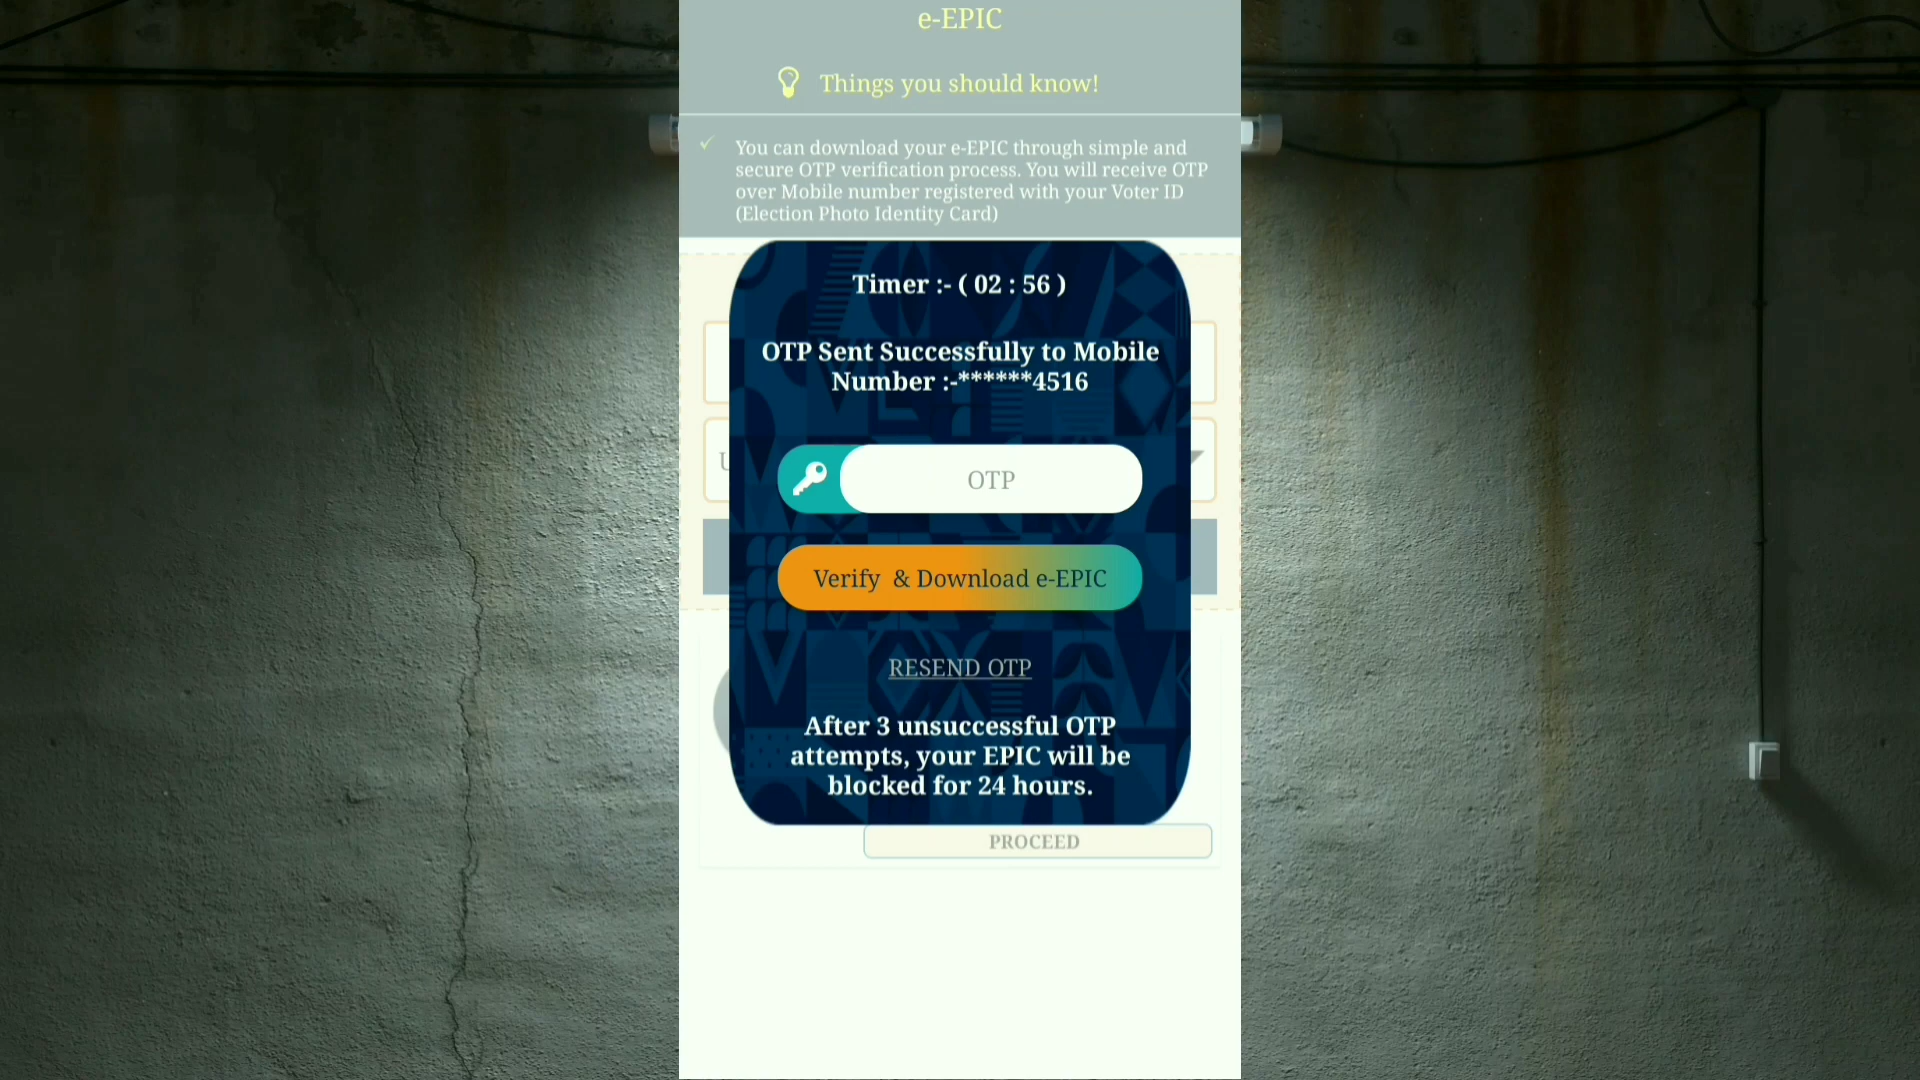 e-EPIC
Things you should know!
You can download your e-EPIC through simple and
secure OTP verification process. You will receive OTP
over Mobile number registered with your Voter ID
(Election Photo Identity Card)
Timer :- ( 02 : 56 )
OTP Sent Successfully to Mobile
Number :-******4516
U
OTP
Verify & Download e-EPIC
RESEND OTP
After 3 unsuccessful OTP
attempts, your EPIC will be
blocked for 24 hours.
PROCEED